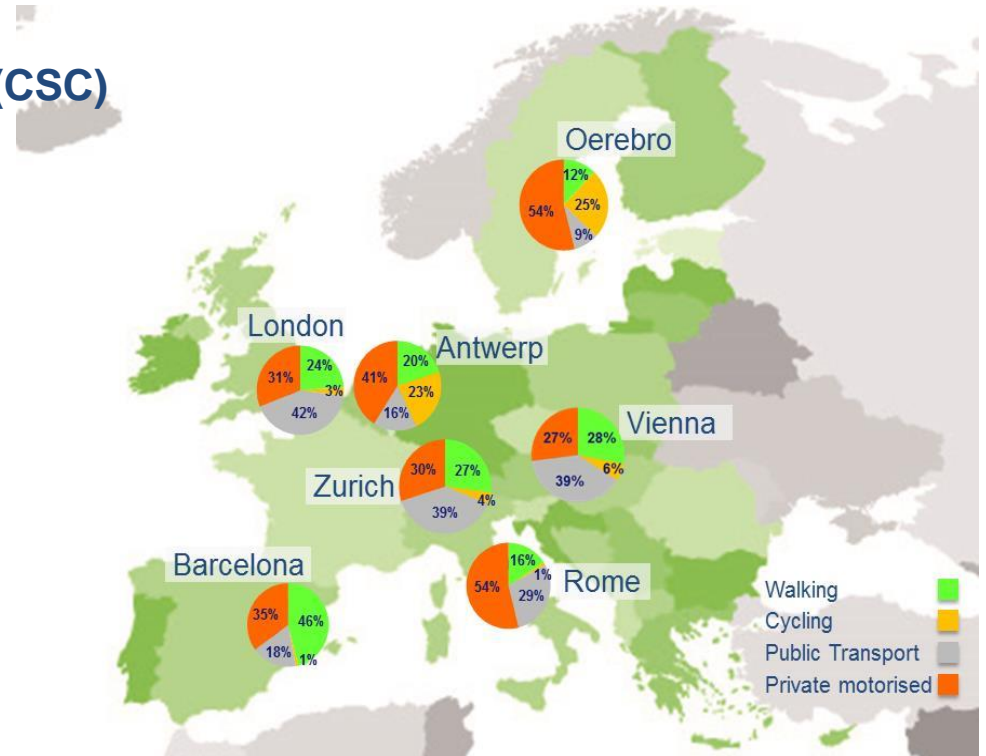 (CSC)
Oerebro
12%
25%
54%
9%
London
24%
31%
3%
42%
Antwerp
20%
41%
23%
16%
Vienna
27%
28%
6%
39%
Zurich
30%
27%
4%
39%
Barcelona
35%
46%
18%
1%
Rome
16%
1%
54%
29%
Walking
Cycling
Public Transport
Private motorised